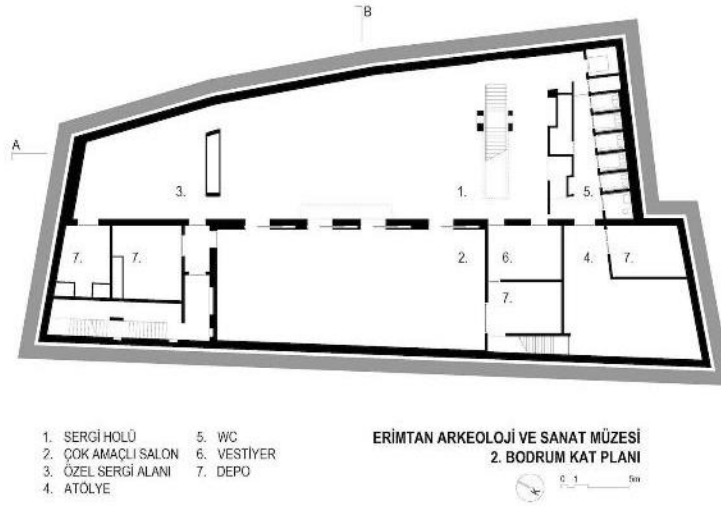 B
A
3.
1.
5.
7.
7.
2.
6.
4.
7.
7.
1. SERGİ HOLÜ
2. ÇOK AMAÇLI SALON
3. ÖZEL SERGİ ALANI
4. ATÖLYE
5. WC
6. VESTİYER
7. DEPO
ERİMTAN ARKEOLOJİ VE SANAT MÜZESİ
2. BODRUM KAT PLANI
0 1 5m